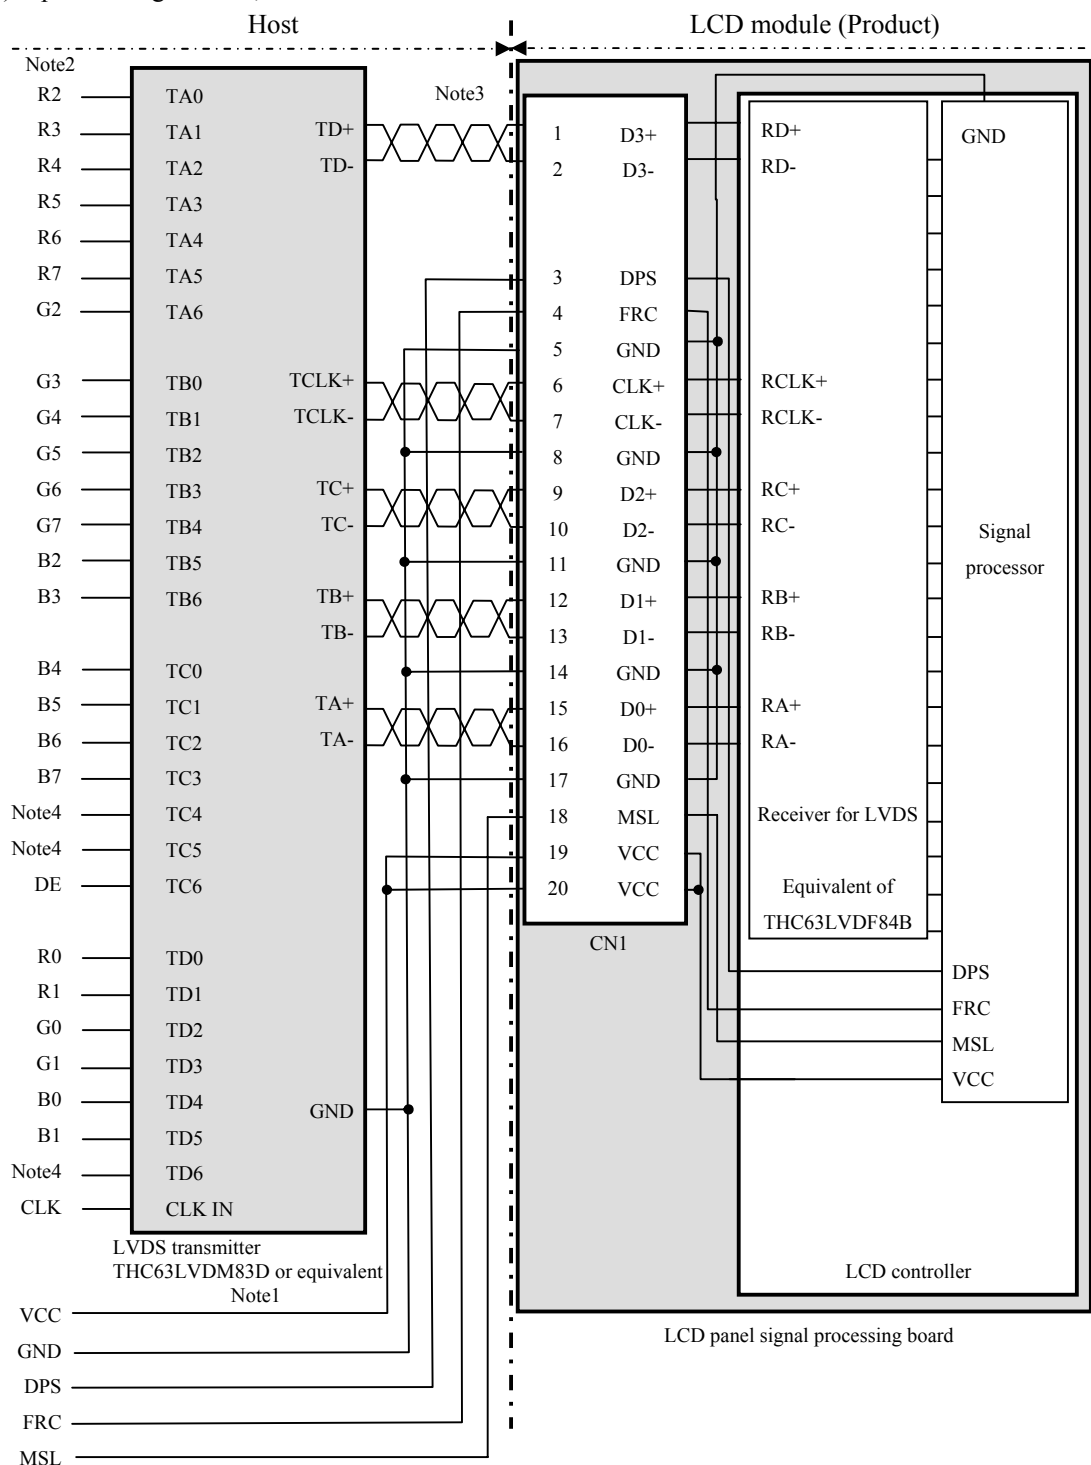 Host
LCD module (Product)
Note2
Note3
R2
R3
R4
R5
R6
R7
G2
G3
G4
G5
G6
G7
B2
B3
B4
B5
B6
B7
Note4
Note4
DE
R0
R1
G0
G1
B0
B1
Note4
CLK
TA0
TA1
TA2
TA3
TA4
TA5
TA6
TB0
TB1
TB2
TB3
TB4
TB5
TB6
TC0
TC1
TC2
TC3
TC4
TC5
TC6
TD0
TD1
TD2
TD3
TD4
TD5
TD6
CLK IN
TD+
TD-
TCLK+
TCLK-
TC+
TC-
TB+
TB-
TA+
TA-
GND
LVDS transmitter
THC63LVDM83D or equivalent
Note1
VCC
GND
DPS
FRC
MSL
1 D3+
2 D3-
3 DPS
4 FRC
5 GND
6 CLK+
7 CLK-
8 GND
9 D2+
10 D2-
11 GND
12 D1+
13 D1-
14 GND
15 D0+
16 D0-
17 GND
18 MSL
19 VCC
20 VCC
CN1
RD+
RD-
RCLK+
RCLK-
RC+
RC-
RB+
RB-
RA+
RA-
Receiver for LVDS
Equivalent of
THC63LVDF84B
GND
Signal
processor
DPS
FRC
MSL
VCC
LCD controller
LCD panel signal processing board